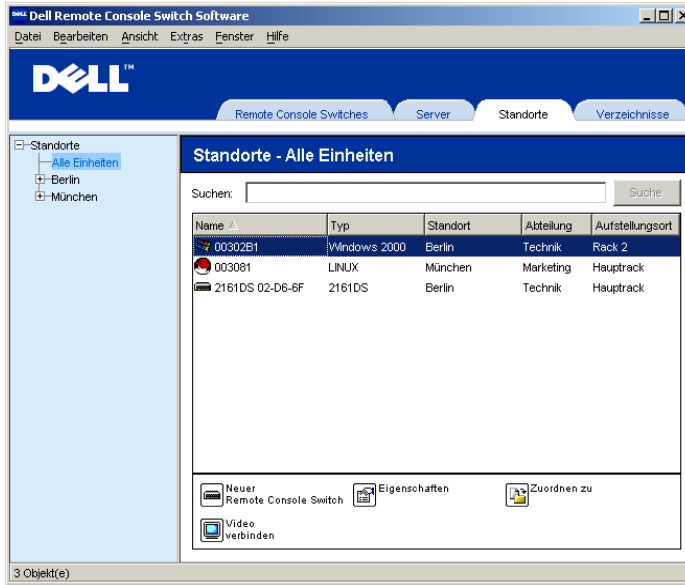 DELL Dell Remote Console Switch Software
Datei Bearbeiten Ansicht Extras Fenster Hilfe
DELL™
Remote Console Switches Server Standorte Verzeichnisse
Standorte
Alle Einheiten
Berlin
München
Standorte - Alle Einheiten
Suchen: Suche
Name Typ Standort Abteilung Aufstellungsort
00302B1 Windows 2000 Berlin Technik Rack 2
003081 LINUX München Marketing Hauptrack
2161DS 02-D6-6F 2161DS Berlin Technik Hauptrack
Neuer
Remote Console Switch
Eigenschaften
Zuordnen zu
Video
verbinden
3 Objekt(e)